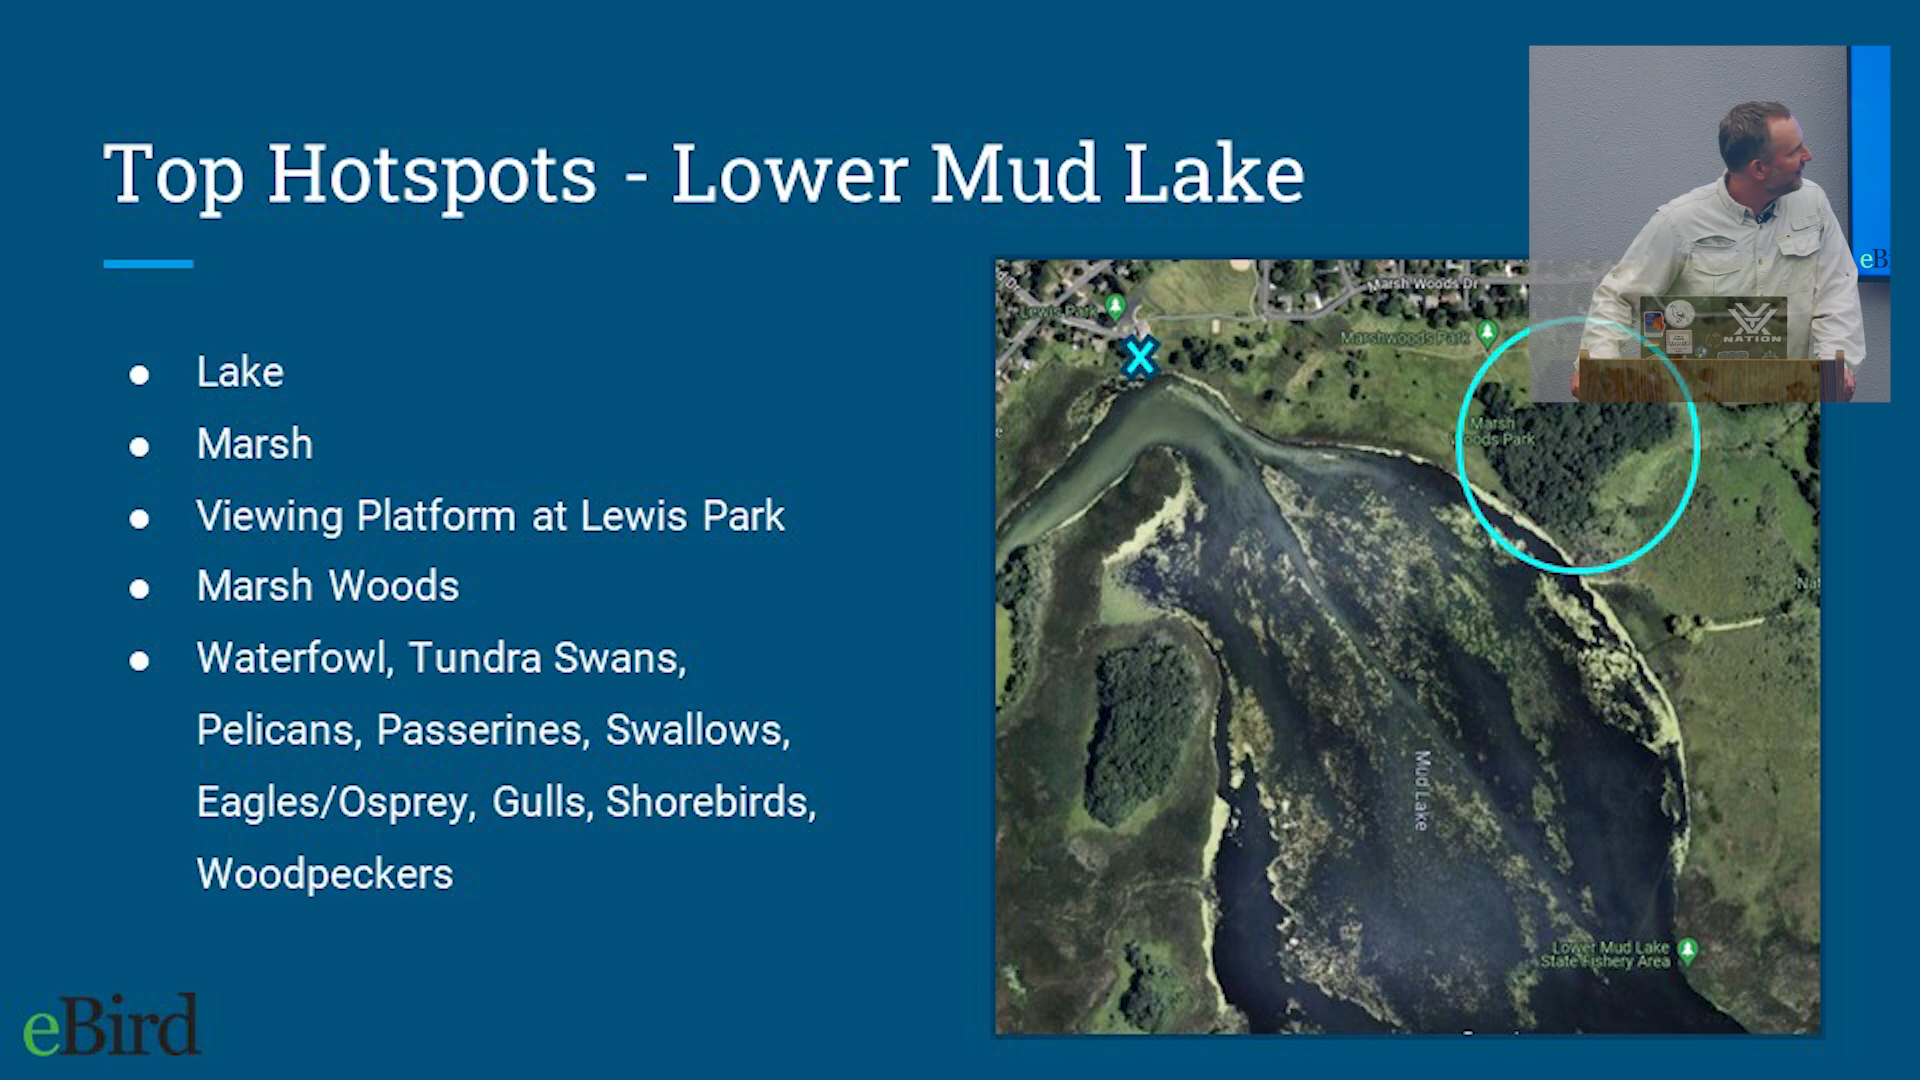 Top Hotspots - Lower Mud Lake
Lake
Marsh
Viewing Platform at Lewis Park
Marsh Woods
Waterfowl, Tundra Swans,
Pelicans, Passerines, Swallows,
Eagles/Osprey, Gulls, Shorebirds,
Woodpeckers
Marsh Woods Dr
Lewis Park
Marshwoods Park
Marsh
Woods Park
Mud Lake
Lower Mud Lake
State Fishery Area
Nat
eB
NATION
eBird